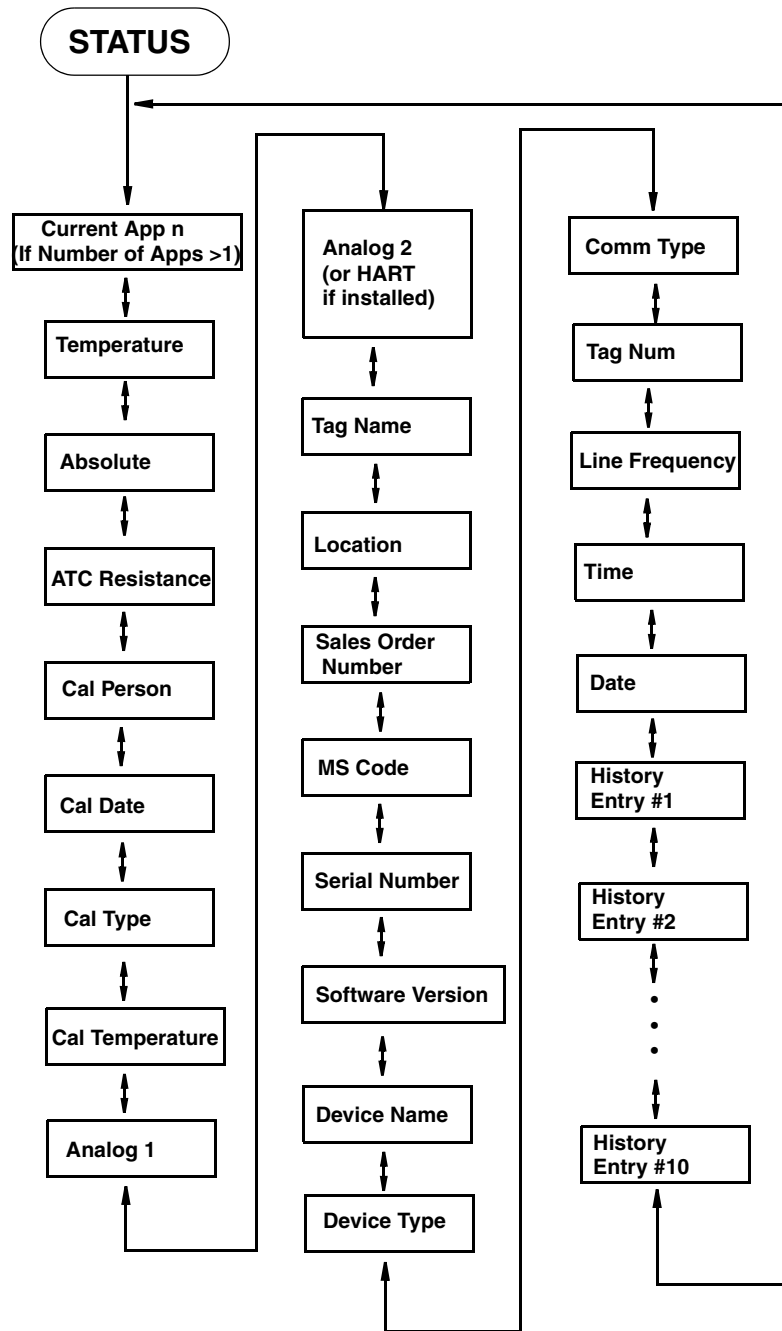 STATUS
Current App n
(If Number of Apps >1)
Temperature
Absolute
ATC Resistance
Cal Person
Cal Date
Cal Type
Cal Temperature
Analog 1
Analog 2
(or HART
if installed)
Tag Name
Location
Sales Order
Number
MS Code
Serial Number
Software Version
Device Name
Device Type
Comm Type
Tag Num
Line Frequency
Time
Date
History
Entry #1
History
Entry #2
History
Entry #10